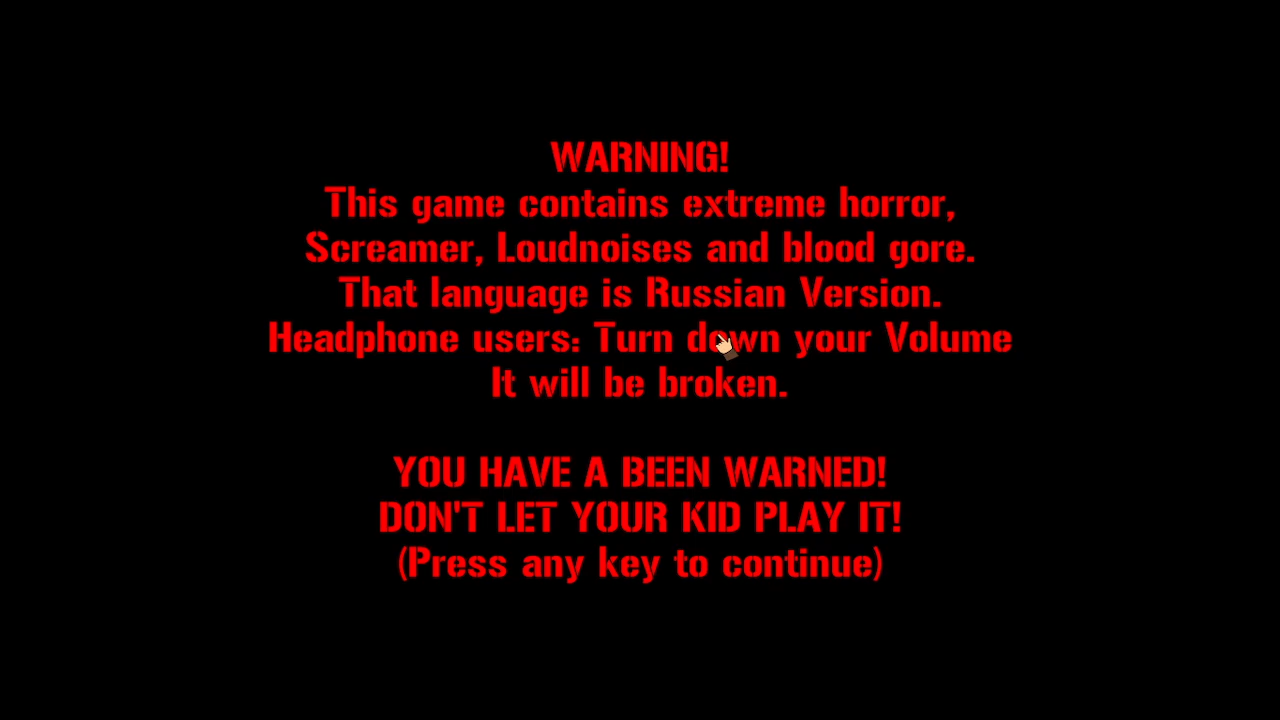 WARNING!
This game contains extreme horror,
Screamer, Loudnoises and blood gore.
That language is Russian Version.
Headphone users: Turn down your Volume
It will be broken.
YOU HAVE A BEEN WARNED!
DON'T LET YOUR KID PLAY IT!
(Press any key to continue)